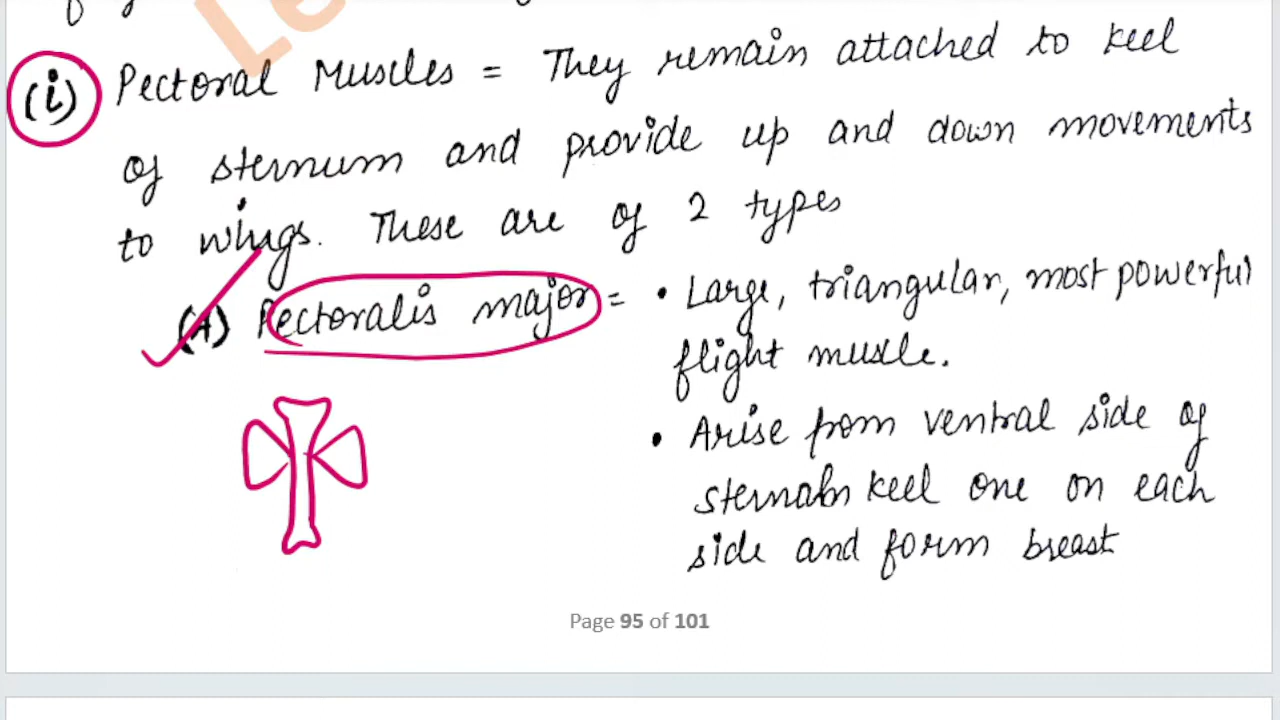 Le
(i) Pectoral Muscles = They remain attached to keel
of sternum and provide up and down movements
to wings. These are of 2 types
(A) Pectoralis major = • Large, triangular, most powerful
flight muscle.
• Arise from ventral side of
keel one on each
side and form breast
Page 95 of 101